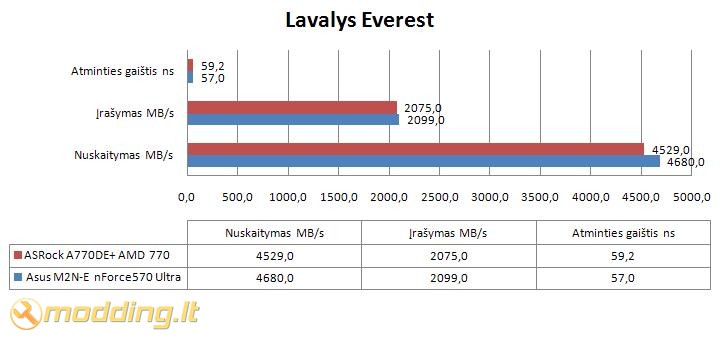 Lavalys Everest
Atminties gaištis ns
59,2
57,0
Įrašymas MB/s
2075,0
2099,0
Nuskaitymas MB/s
4529,0
4680,0
0,0 500,0 1000,0 1500,0 2000,0 2500,0 3000,0 3500,0 4000,0 4500,0 5000,0
Nuskaitymas MB/s Įrašymas MB/s Atminties gaištis ns
ASRock A770DE+ AMD 770 4529,0 2075,0 59,2
Asus M2N-E nForce570 Ultra 4680,0 2099,0 57,0
modding.lt